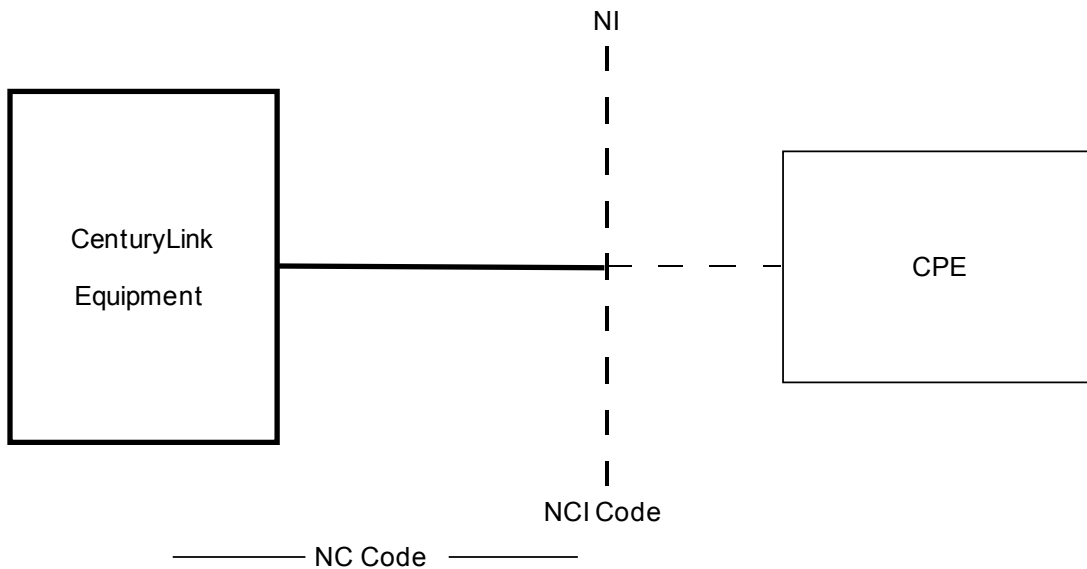 NI
CenturyLink
Equipment
CPE
NCI Code
NC Code